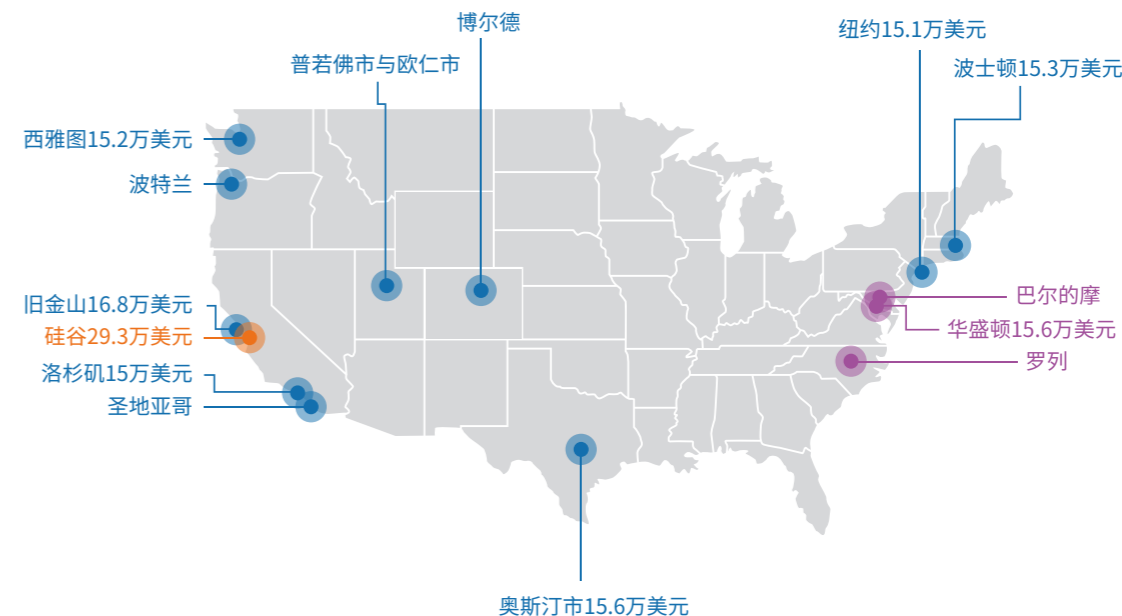 博尔德
纽约15.1万美元
普若佛市与欧仁市
波士顿15.3万美元
西雅图15.2万美元
波特兰
旧金山16.8万美元
巴尔的摩
硅谷29.3万美元
华盛顿15.6万美元
罗列
洛杉矶15万美元
圣地亚哥
奥斯汀市15.6万美元